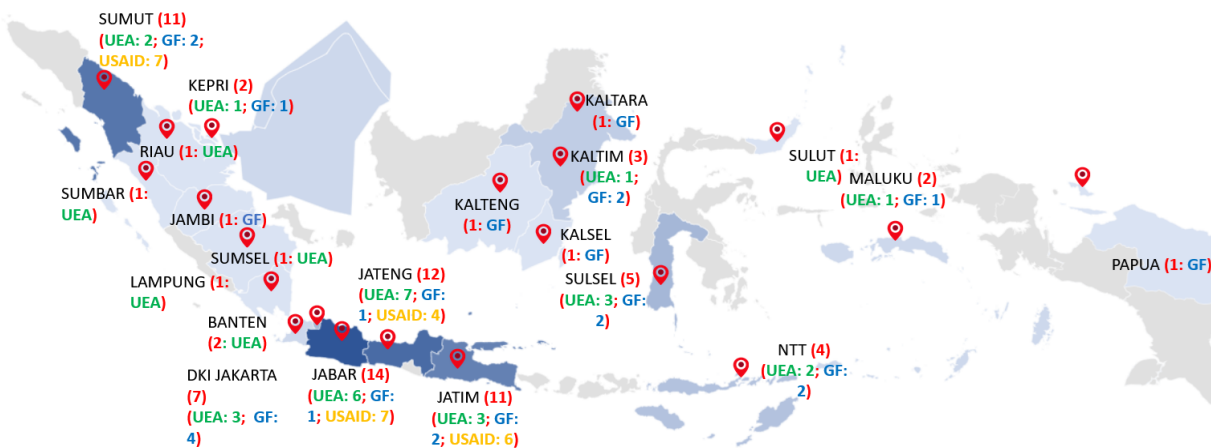 SUMUT (11)
(UEA: 2; GF: 2;
USAID: 7)
KEPRI (2)
(UEA: 1; GF: 1)
RIAU (1: UEA)
SUMBAR (1:
UEA)
JAMBI (1: GF)
SUMSEL (1: UEA)
LAMPUNG (1:
UEA)
BANTEN
(2: UEA)
DKI JAKARTA
(7)
(UEA: 3; GF:
4)
JATENG (12)
(UEA: 7; GF:
1; USAID: 4)
JABAR (14)
(UEA: 6; GF:
1; USAID: 7)
JATIM (11)
(UEA: 3; GF:
2; USAID: 6)
KALTARA
(1: GF)
KALTIM (3)
(UEA: 1;
GF: 2)
KALTENG
(1: GF)
KALSEL
(1: GF)
SULSEL (5)
(UEA: 3; GF:
2)
SULUT (1:
UEA)
MALUKU (2)
(UEA: 1; GF: 1)
NTT (4)
(UEA: 2; GF:
2)
PAPUA (1: GF)